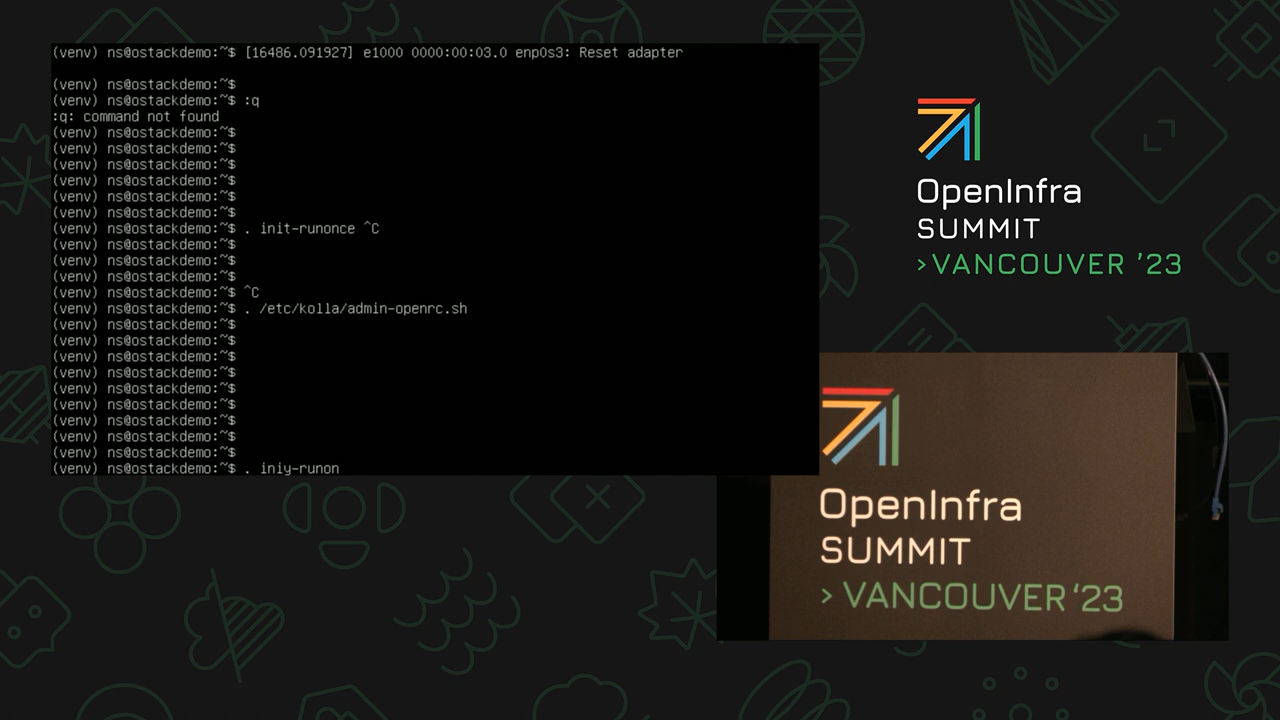 (venv) ns@ostackdemo:~$ [16486.091927] e1000 0000:00:03.0 enp0s3: Reset adapter
(venv) ns@ostackdemo:~$
(venv) ns@ostackdemo:~$ :q
:q: command not found
(venv) ns@ostackdemo:~$
(venv) ns@ostackdemo:~$
(venv) ns@ostackdemo:~$
(venv) ns@ostackdemo:~$
(venv) ns@ostackdemo:~$
(venv) ns@ostackdemo:~$
(venv) ns@ostackdemo:~$ . init-runonce ^C
(venv) ns@ostackdemo:~$
(venv) ns@ostackdemo:~$
(venv) ns@ostackdemo:~$
(venv) ns@ostackdemo:~$ ^C
(venv) ns@ostackdemo:~$ . /etc/kolla/admin-openrc.sh
(venv) ns@ostackdemo:~$
(venv) ns@ostackdemo:~$
(venv) ns@ostackdemo:~$
(venv) ns@ostackdemo:~$
(venv) ns@ostackdemo:~$
(venv) ns@ostackdemo:~$
(venv) ns@ostackdemo:~$
(venv) ns@ostackdemo:~$
(venv) ns@ostackdemo:~$
(venv) ns@ostackdemo:~$ . iniy-runon
OpenInfra
SUMMIT
>VANCOUVER '23
OpenInfra
SUMMIT
> VANCOUVER '23